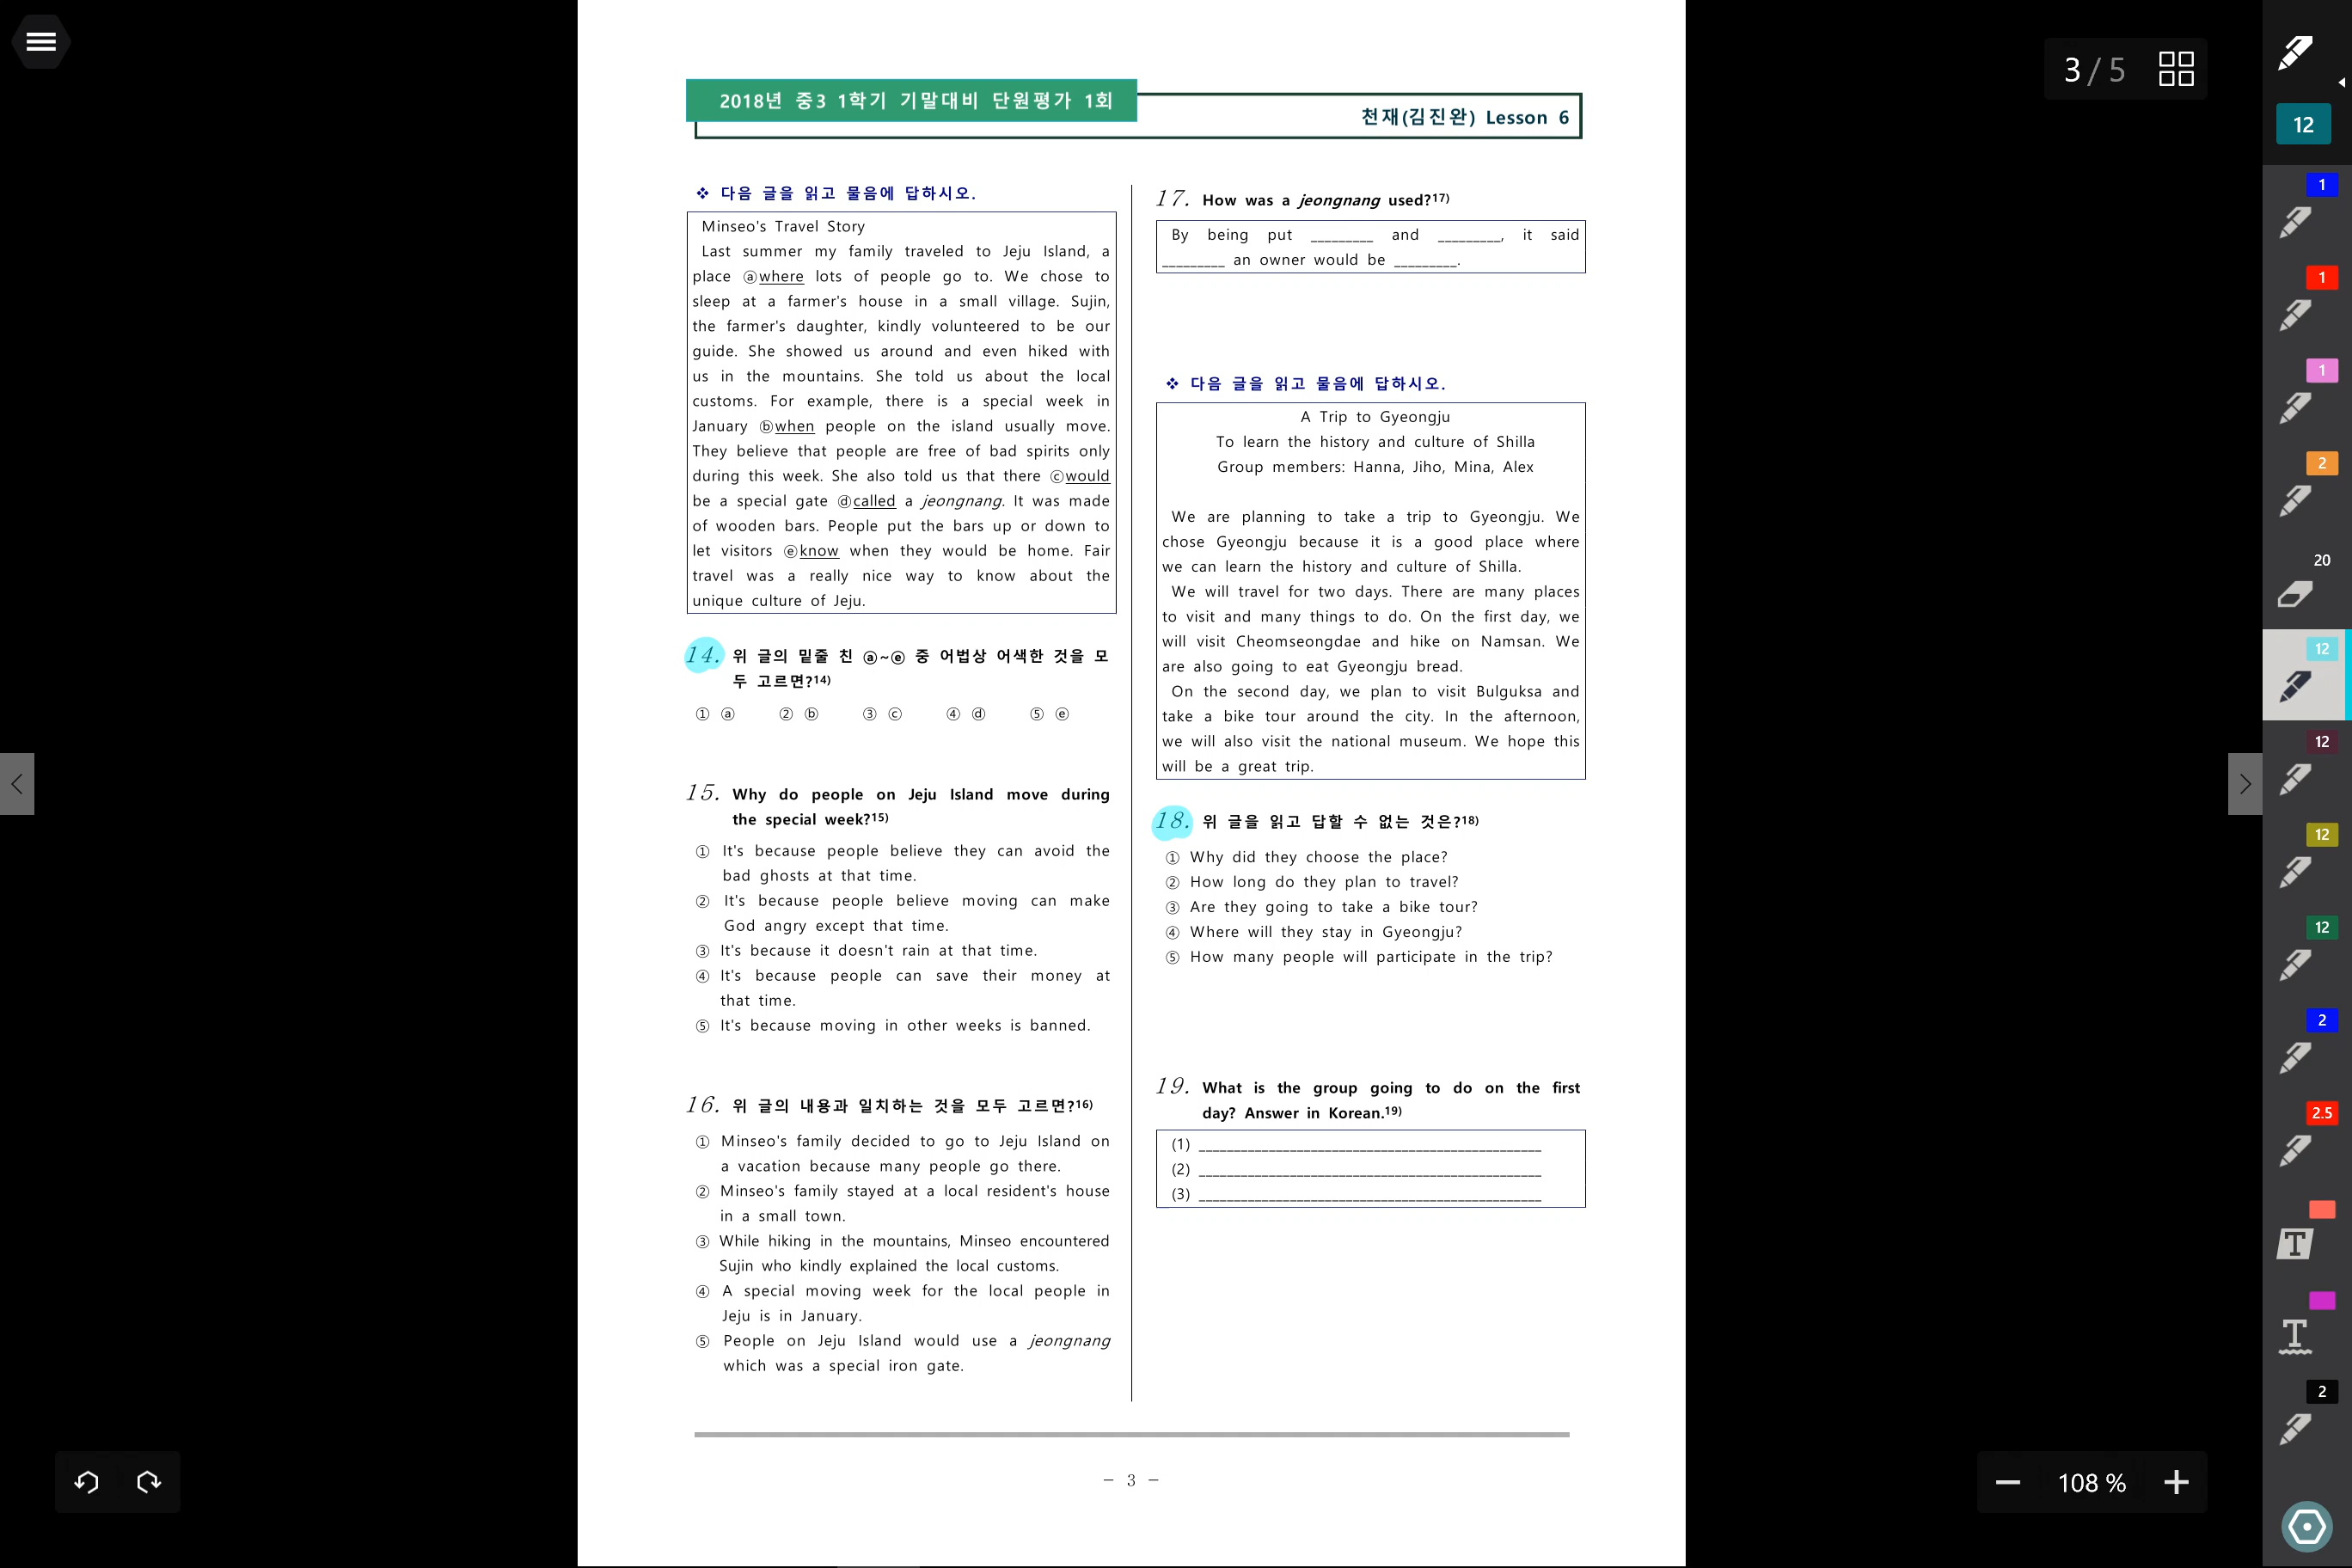 3 / 5
12
2018년 중3 1학기 기말대비 단원평가 1회
천재(김진완) Lesson 6
❖ 다음 글을 읽고 물음에 답하시오.
Minseo's Travel Story
Last summer my family traveled to Jeju Island, a
place ⓐwhere lots of people go to. We chose to
sleep at a farmer's house in a small village. Sujin,
the farmer's daughter, kindly volunteered to be our
guide. She showed us around and even hiked with
us in the mountains. She told us about the local
customs. For example, there is a special week in
January ⓑwhen people on the island usually move.
They believe that people are free of bad spirits only
during this week. She also told us that there ⓒwould
be a special gate ⓓcalled a jeongnang. It was made
of wooden bars. People put the bars up or down to
let visitors ⓔknow when they would be home. Fair
travel was a really nice way to know about the
unique culture of Jeju.
14. 위 글의 밑줄 친 ⓐ~ⓔ 중 어법상 어색한 것을 모
두 고르면?14)
① ⓐ ② ⓑ ③ ⓒ ④ ⓓ ⑤ ⓔ
15. Why do people on Jeju Island move during
the special week?15)
① It's because people believe they can avoid the
bad ghosts at that time.
② It's because people believe moving can make
God angry except that time.
③ It's because it doesn't rain at that time.
④ It's because people can save their money at
that time.
⑤ It's because moving in other weeks is banned.
16. 위 글의 내용과 일치하는 것을 모두 고르면?16)
① Minseo's family decided to go to Jeju Island on
a vacation because many people go there.
② Minseo's family stayed at a local resident's house
in a small town.
③ While hiking in the mountains, Minseo encountered
Sujin who kindly explained the local customs.
④ A special moving week for the local people in
Jeju is in January.
⑤ People on Jeju Island would use a jeongnang
which was a special iron gate.
17. How was a jeongnang used?17)
By being put _________ and _________, it said
_________ an owner would be _________.
❖ 다음 글을 읽고 물음에 답하시오.
A Trip to Gyeongju
To learn the history and culture of Shilla
Group members: Hanna, Jiho, Mina, Alex
We are planning to take a trip to Gyeongju. We
chose Gyeongju because it is a good place where
we can learn the history and culture of Shilla.
We will travel for two days. There are many places
to visit and many things to do. On the first day, we
will visit Cheomseongdae and hike on Namsan. We
are also going to eat Gyeongju bread.
On the second day, we plan to visit Bulguksa and
take a bike tour around the city. In the afternoon,
we will also visit the national museum. We hope this
will be a great trip.
18. 위 글을 읽고 답할 수 없는 것은?18)
① Why did they choose the place?
② How long do they plan to travel?
③ Are they going to take a bike tour?
④ Where will they stay in Gyeongju?
⑤ How many people will participate in the trip?
19. What is the group going to do on the first
day? Answer in Korean.19)
(1) _________________________________________________
(2) _________________________________________________
(3) _________________________________________________
- 3 -
108 %
1
1
1
2
20
12
12
12
12
2
2.5
T
T
2